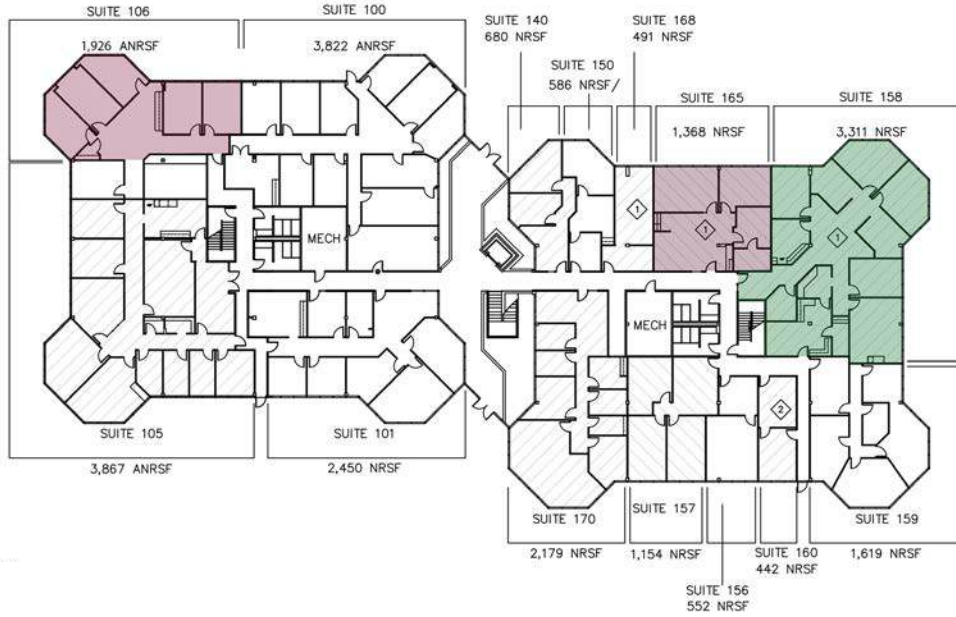 SUITE 106
SUITE 100
1,926 ANRSF
3,822 ANRSF
SUITE 140
680 NRSF
SUITE 168
491 NRSF
SUITE 150
586 NRSF/
SUITE 165
1,368 NRSF
SUITE 158
3,311 NRSF
1
1
1
MECH
MECH
2
SUITE 105
3,867 ANRSF
SUITE 101
2,450 NRSF
SUITE 170
2,179 NRSF
SUITE 157
1,154 NRSF
SUITE 156
552 NRSF
SUITE 160
442 NRSF
SUITE 159
1,619 NRSF